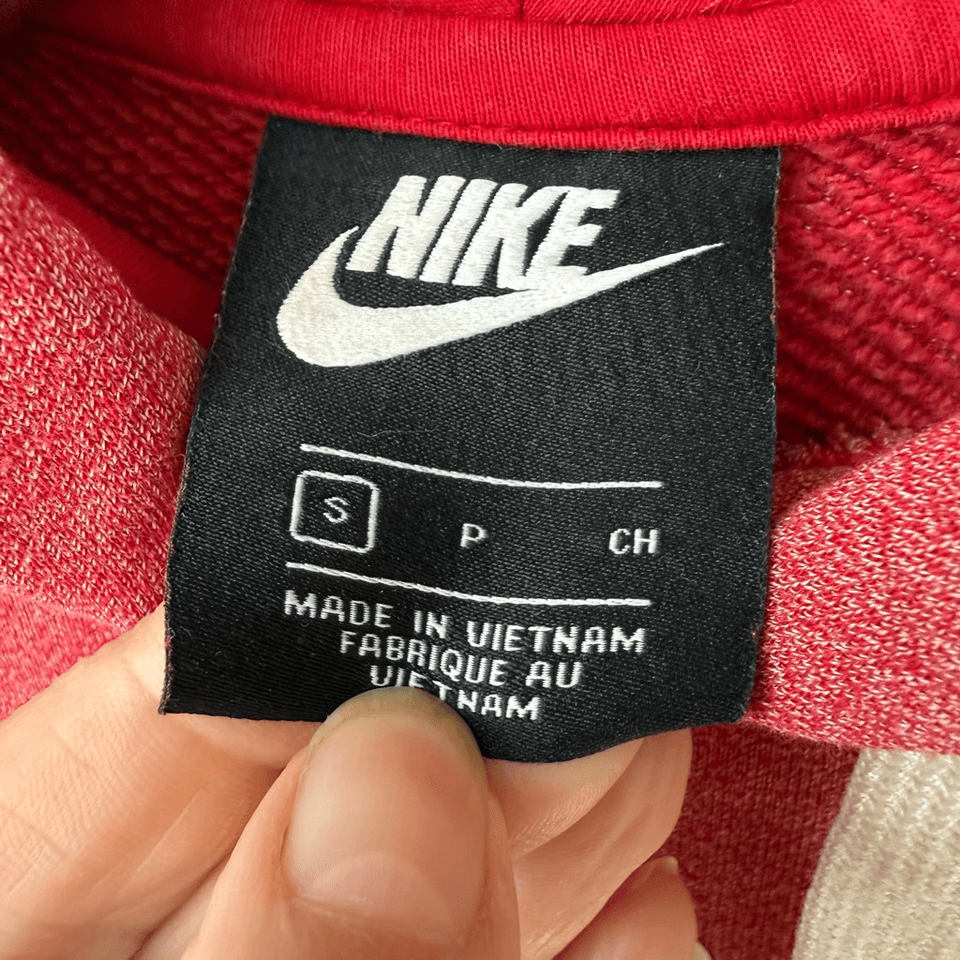 NIKE
S P CH
MADE IN VIETNAM
FABRIQUE AU
VIETNAM